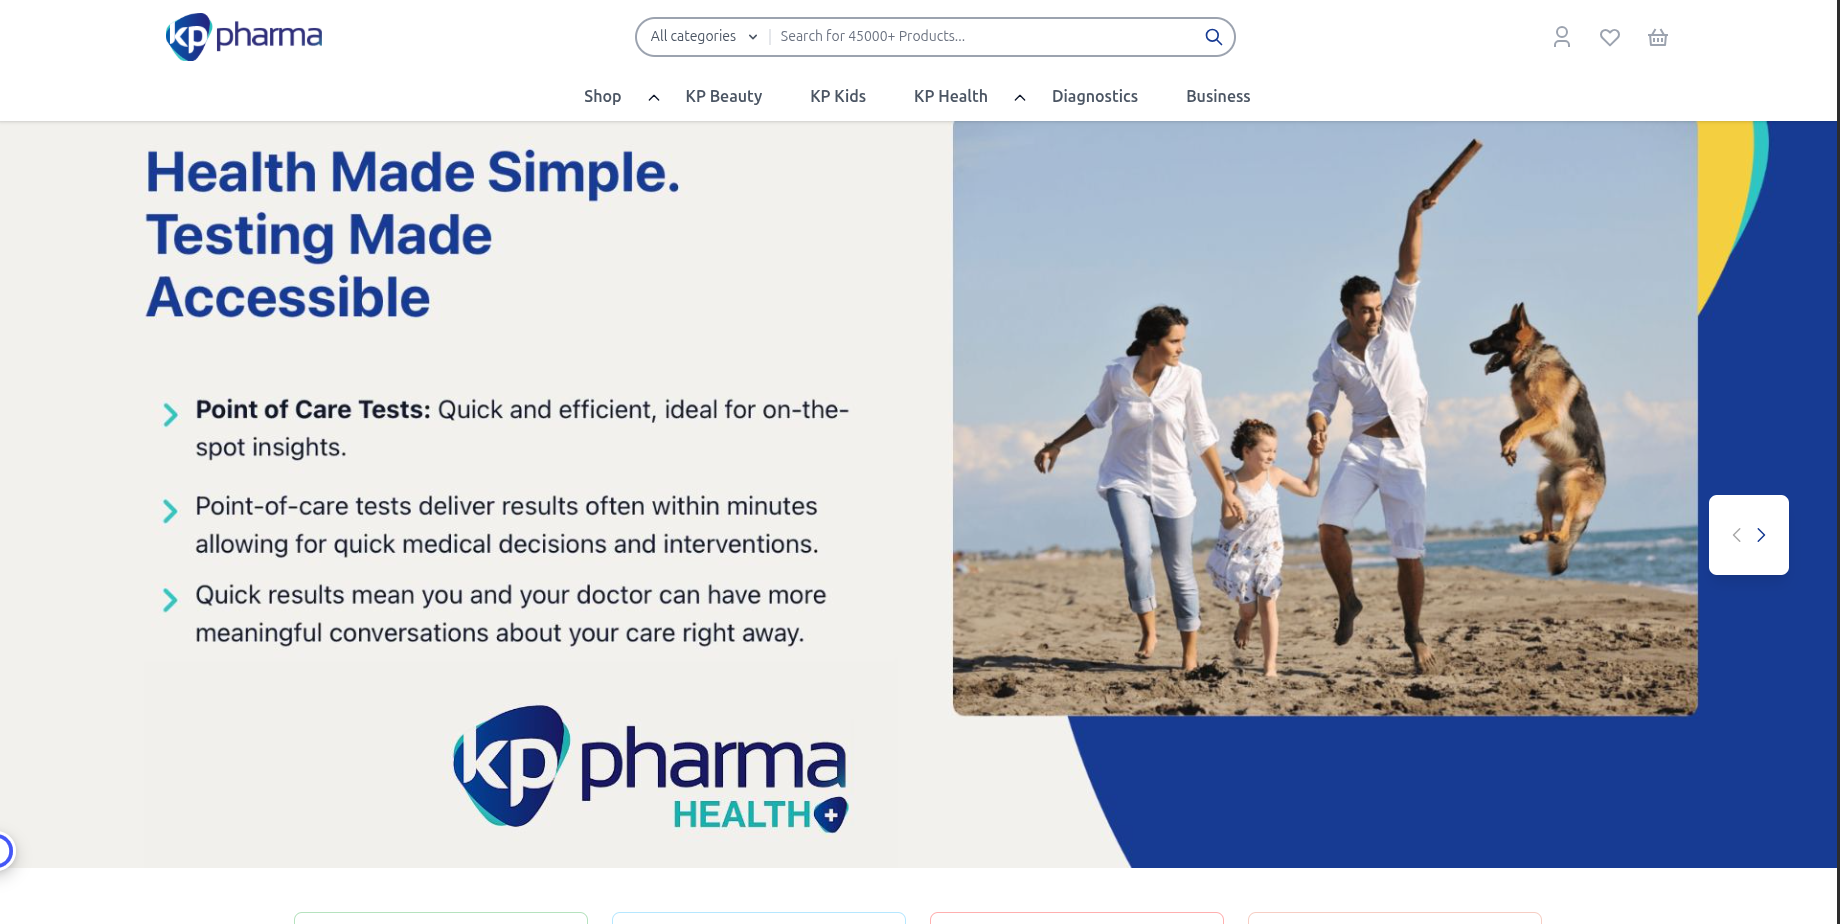 kp pharma
All categories
Search for 45000+ Products...
Shop
KP Beauty
KP Kids
KP Health
Diagnostics
Business
Health Made Simple.
Testing Made
Accessible
Point of Care Tests: Quick and efficient, ideal for on-the-
spot insights.
Point-of-care tests deliver results often within minutes
allowing for quick medical decisions and interventions.
Quick results mean you and your doctor can have more
meaningful conversations about your care right away.
kp pharma
HEALTH+